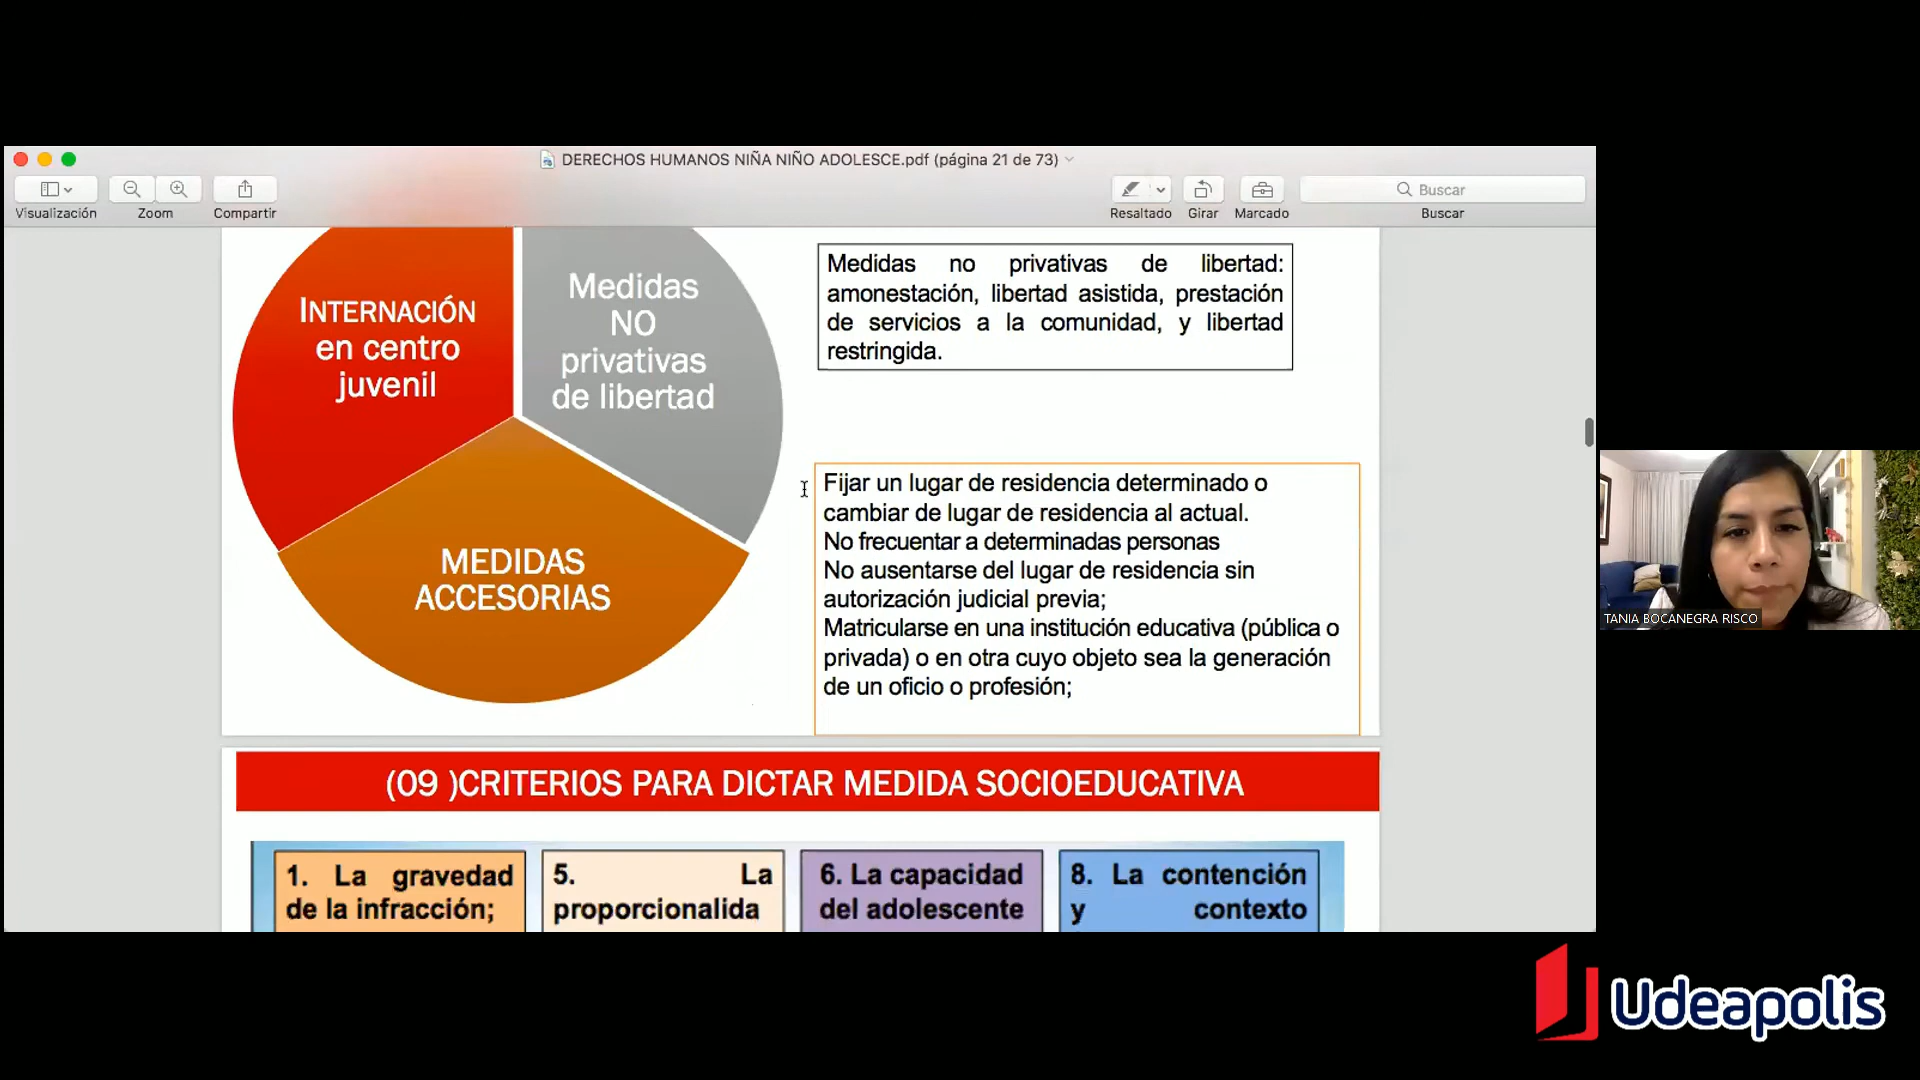 DERECHOS HUMANOS NIÑA NIÑO ADOLESCE.pdf (página 21 de 73)
Visualización
Zoom
Compartir
Resaltado
Girar
Marcado
Buscar
Buscar
INTERNACIÓN
en centro
juvenil
Medidas
NO
privativas
de libertad
MEDIDAS
ACCESORIAS
Medidas no privativas de libertad:
amonestación, libertad asistida, prestación
de servicios a la comunidad, y libertad
restringida.
Fijar un lugar de residencia determinado o
cambiar de lugar de residencia al actual.
No frecuentar a determinadas personas
No ausentarse del lugar de residencia sin
autorización judicial previa;
Matricularse en una institución educativa (pública o
privada) o en otra cuyo objeto sea la generación
de un oficio o profesión;
(09 )CRITERIOS PARA DICTAR MEDIDA SOCIOEDUCATIVA
1. La gravedad
de la infracción;
5. La
proporcionalida
6. La capacidad
del adolescente
8. La contención
y contexto
TANIA BOCANEGRA RISCO
Udeapolis